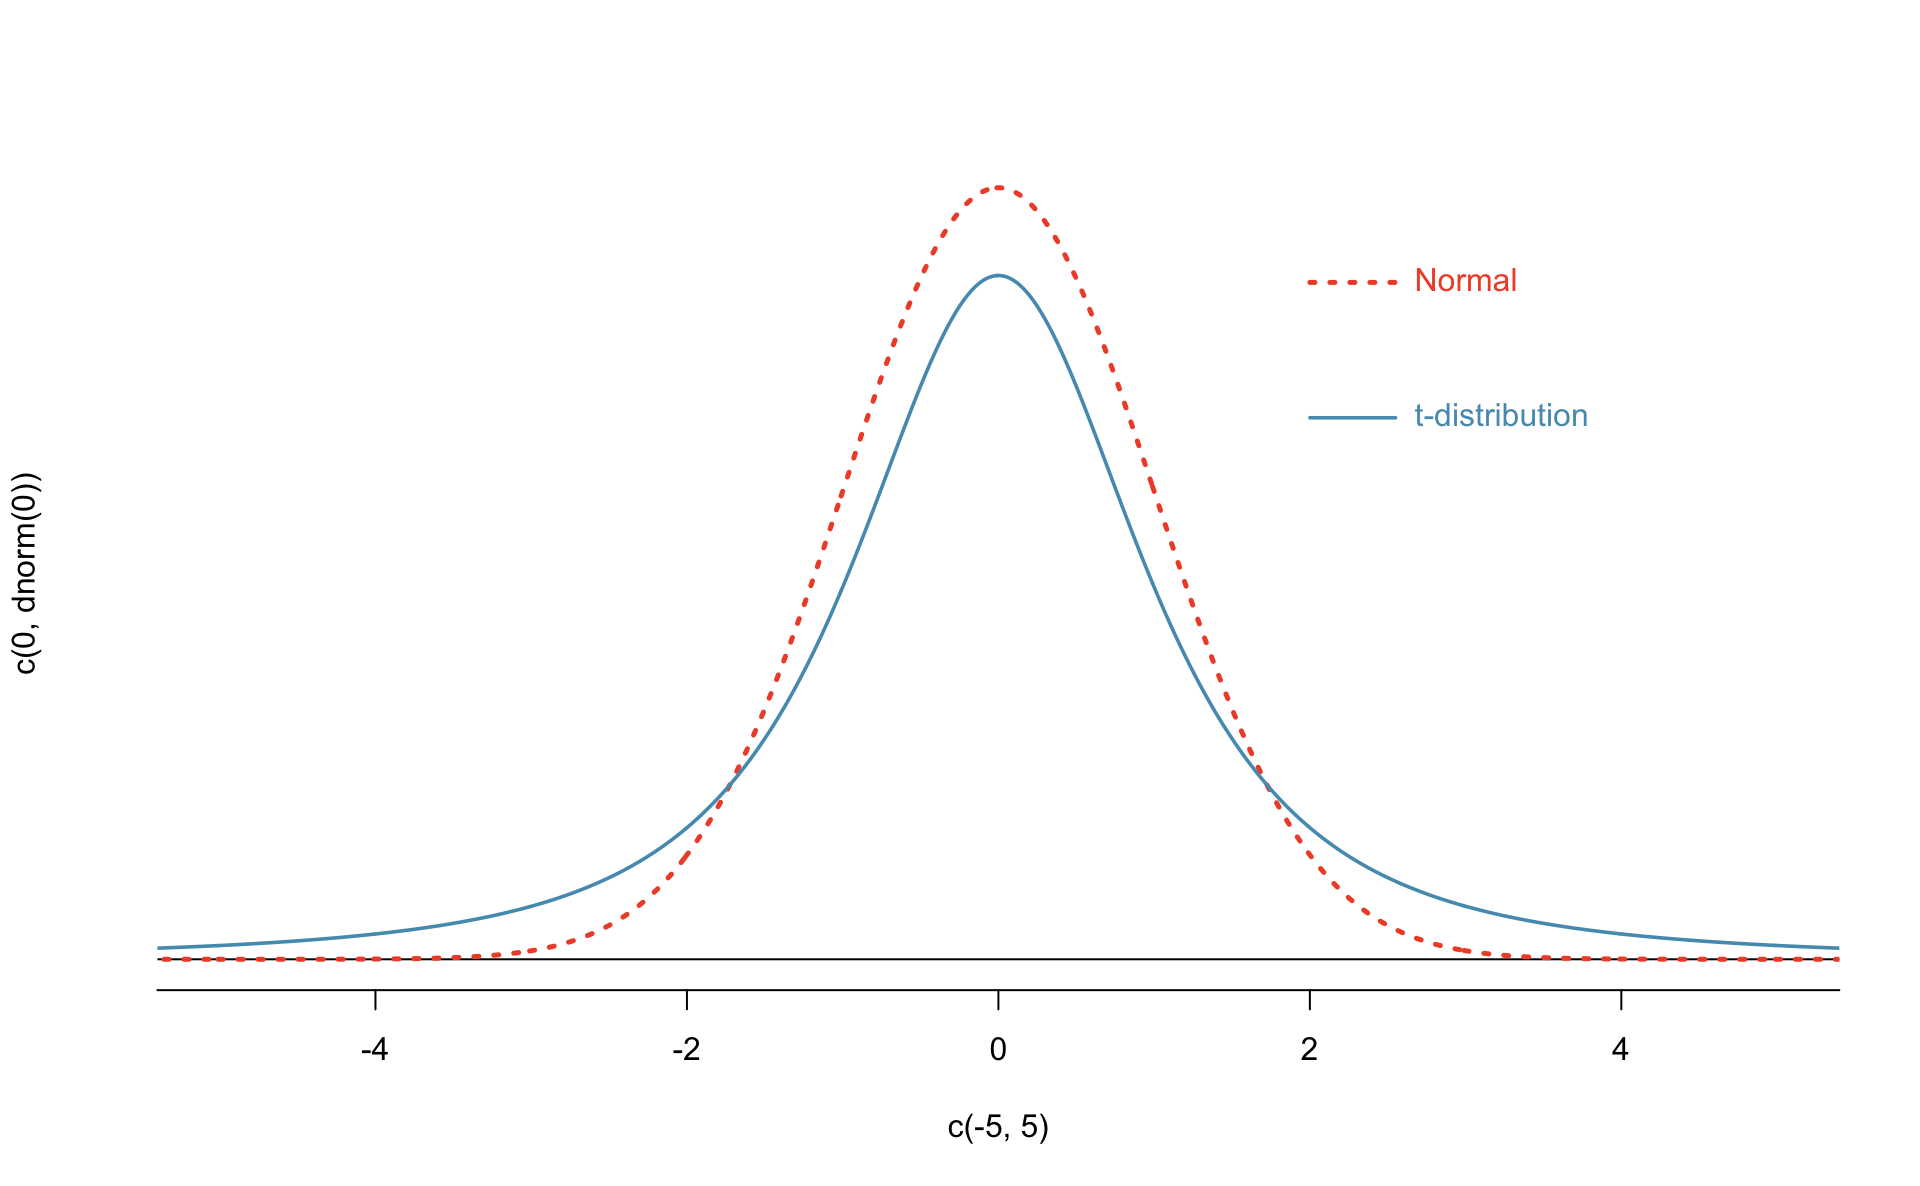 Normal
t-distribution
c(0, dnorm(0))
-4 -2 0 2 4
c(-5, 5)